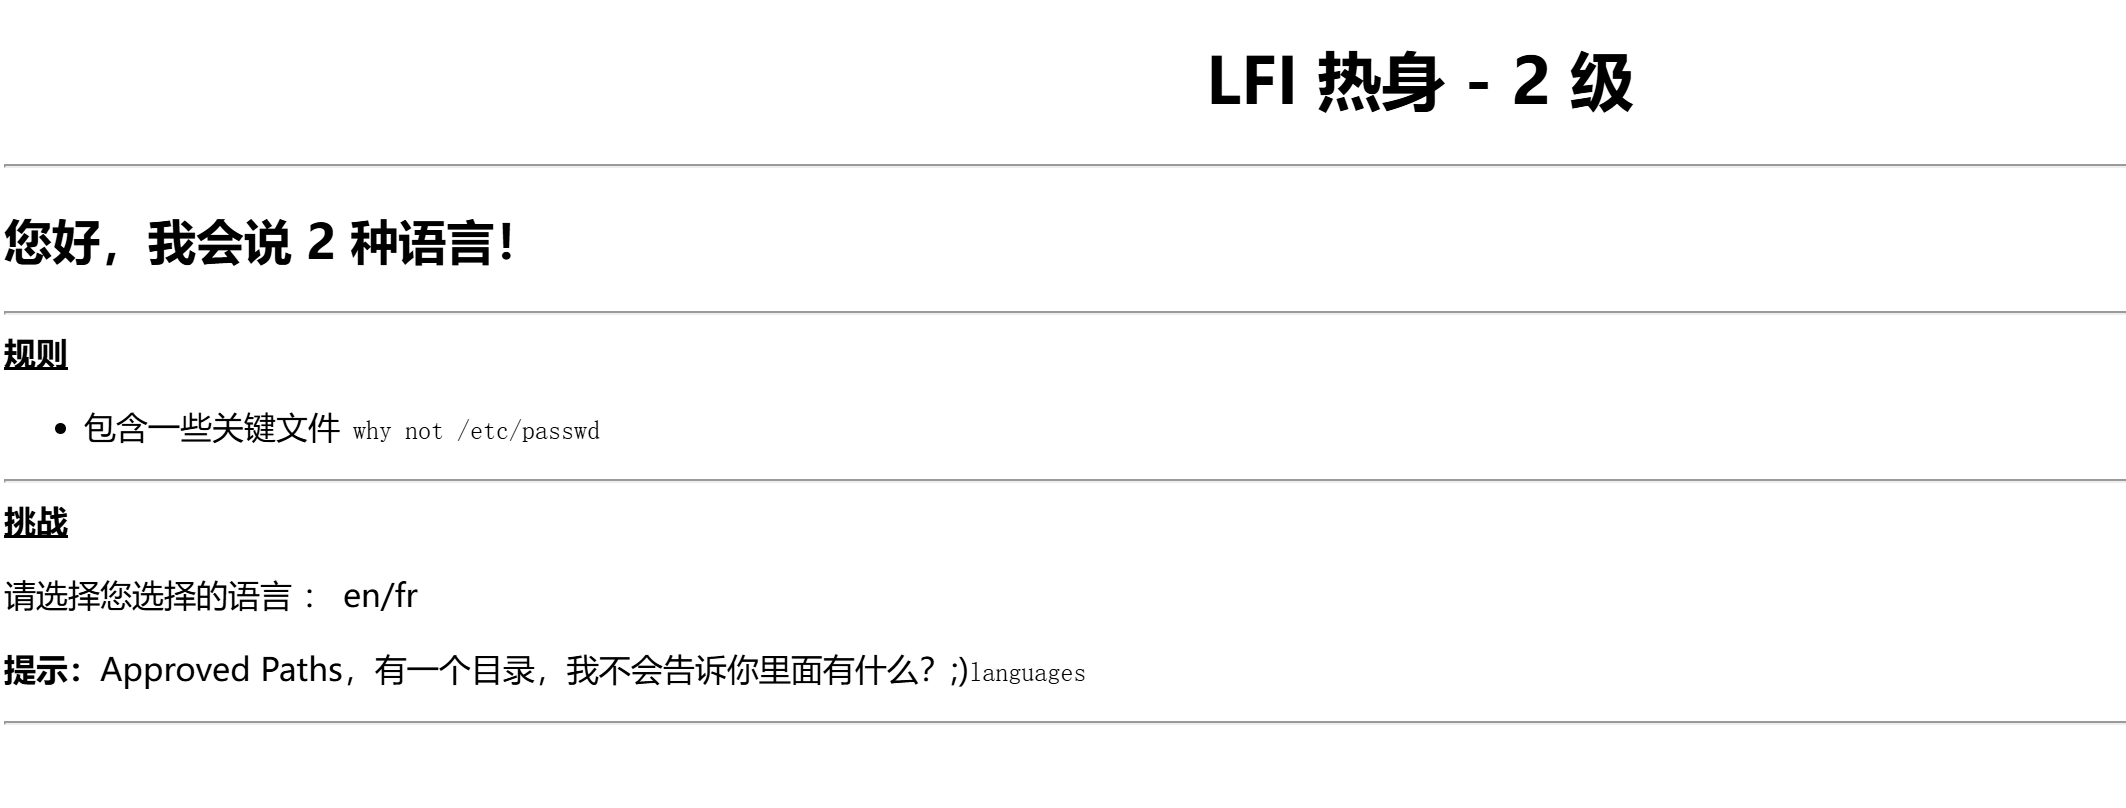 LFI 热身 - 2 级
您好，我会说 2 种语言！
规则
• 包含一些关键文件 why not /etc/passwd
挑战
请选择您选择的语言 ： en/fr
提示：Approved Paths，有一个目录，我不会告诉你里面有什么？;)languages